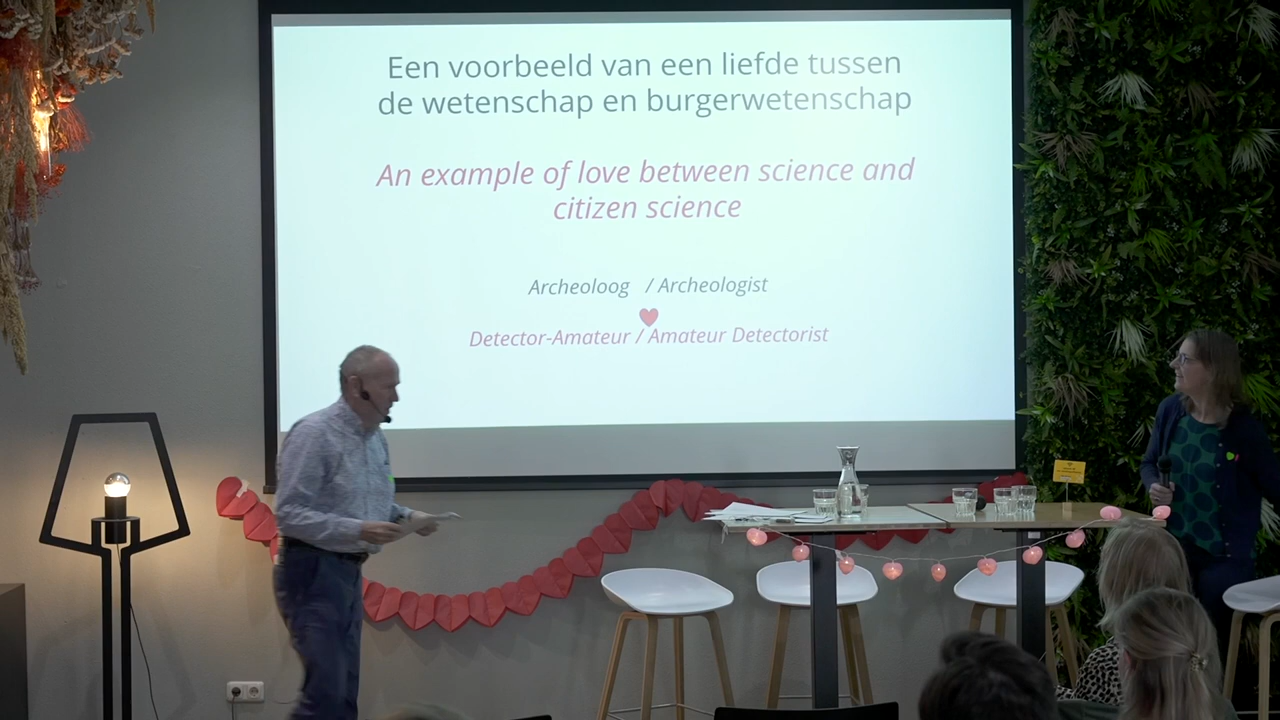 Een voorbeeld van een liefde tussen
de wetenschap en burgerwetenschap
An example of love between science and
citizen science
Archeoloog / Archeologist
Detector-Amateur / Amateur Detectorist